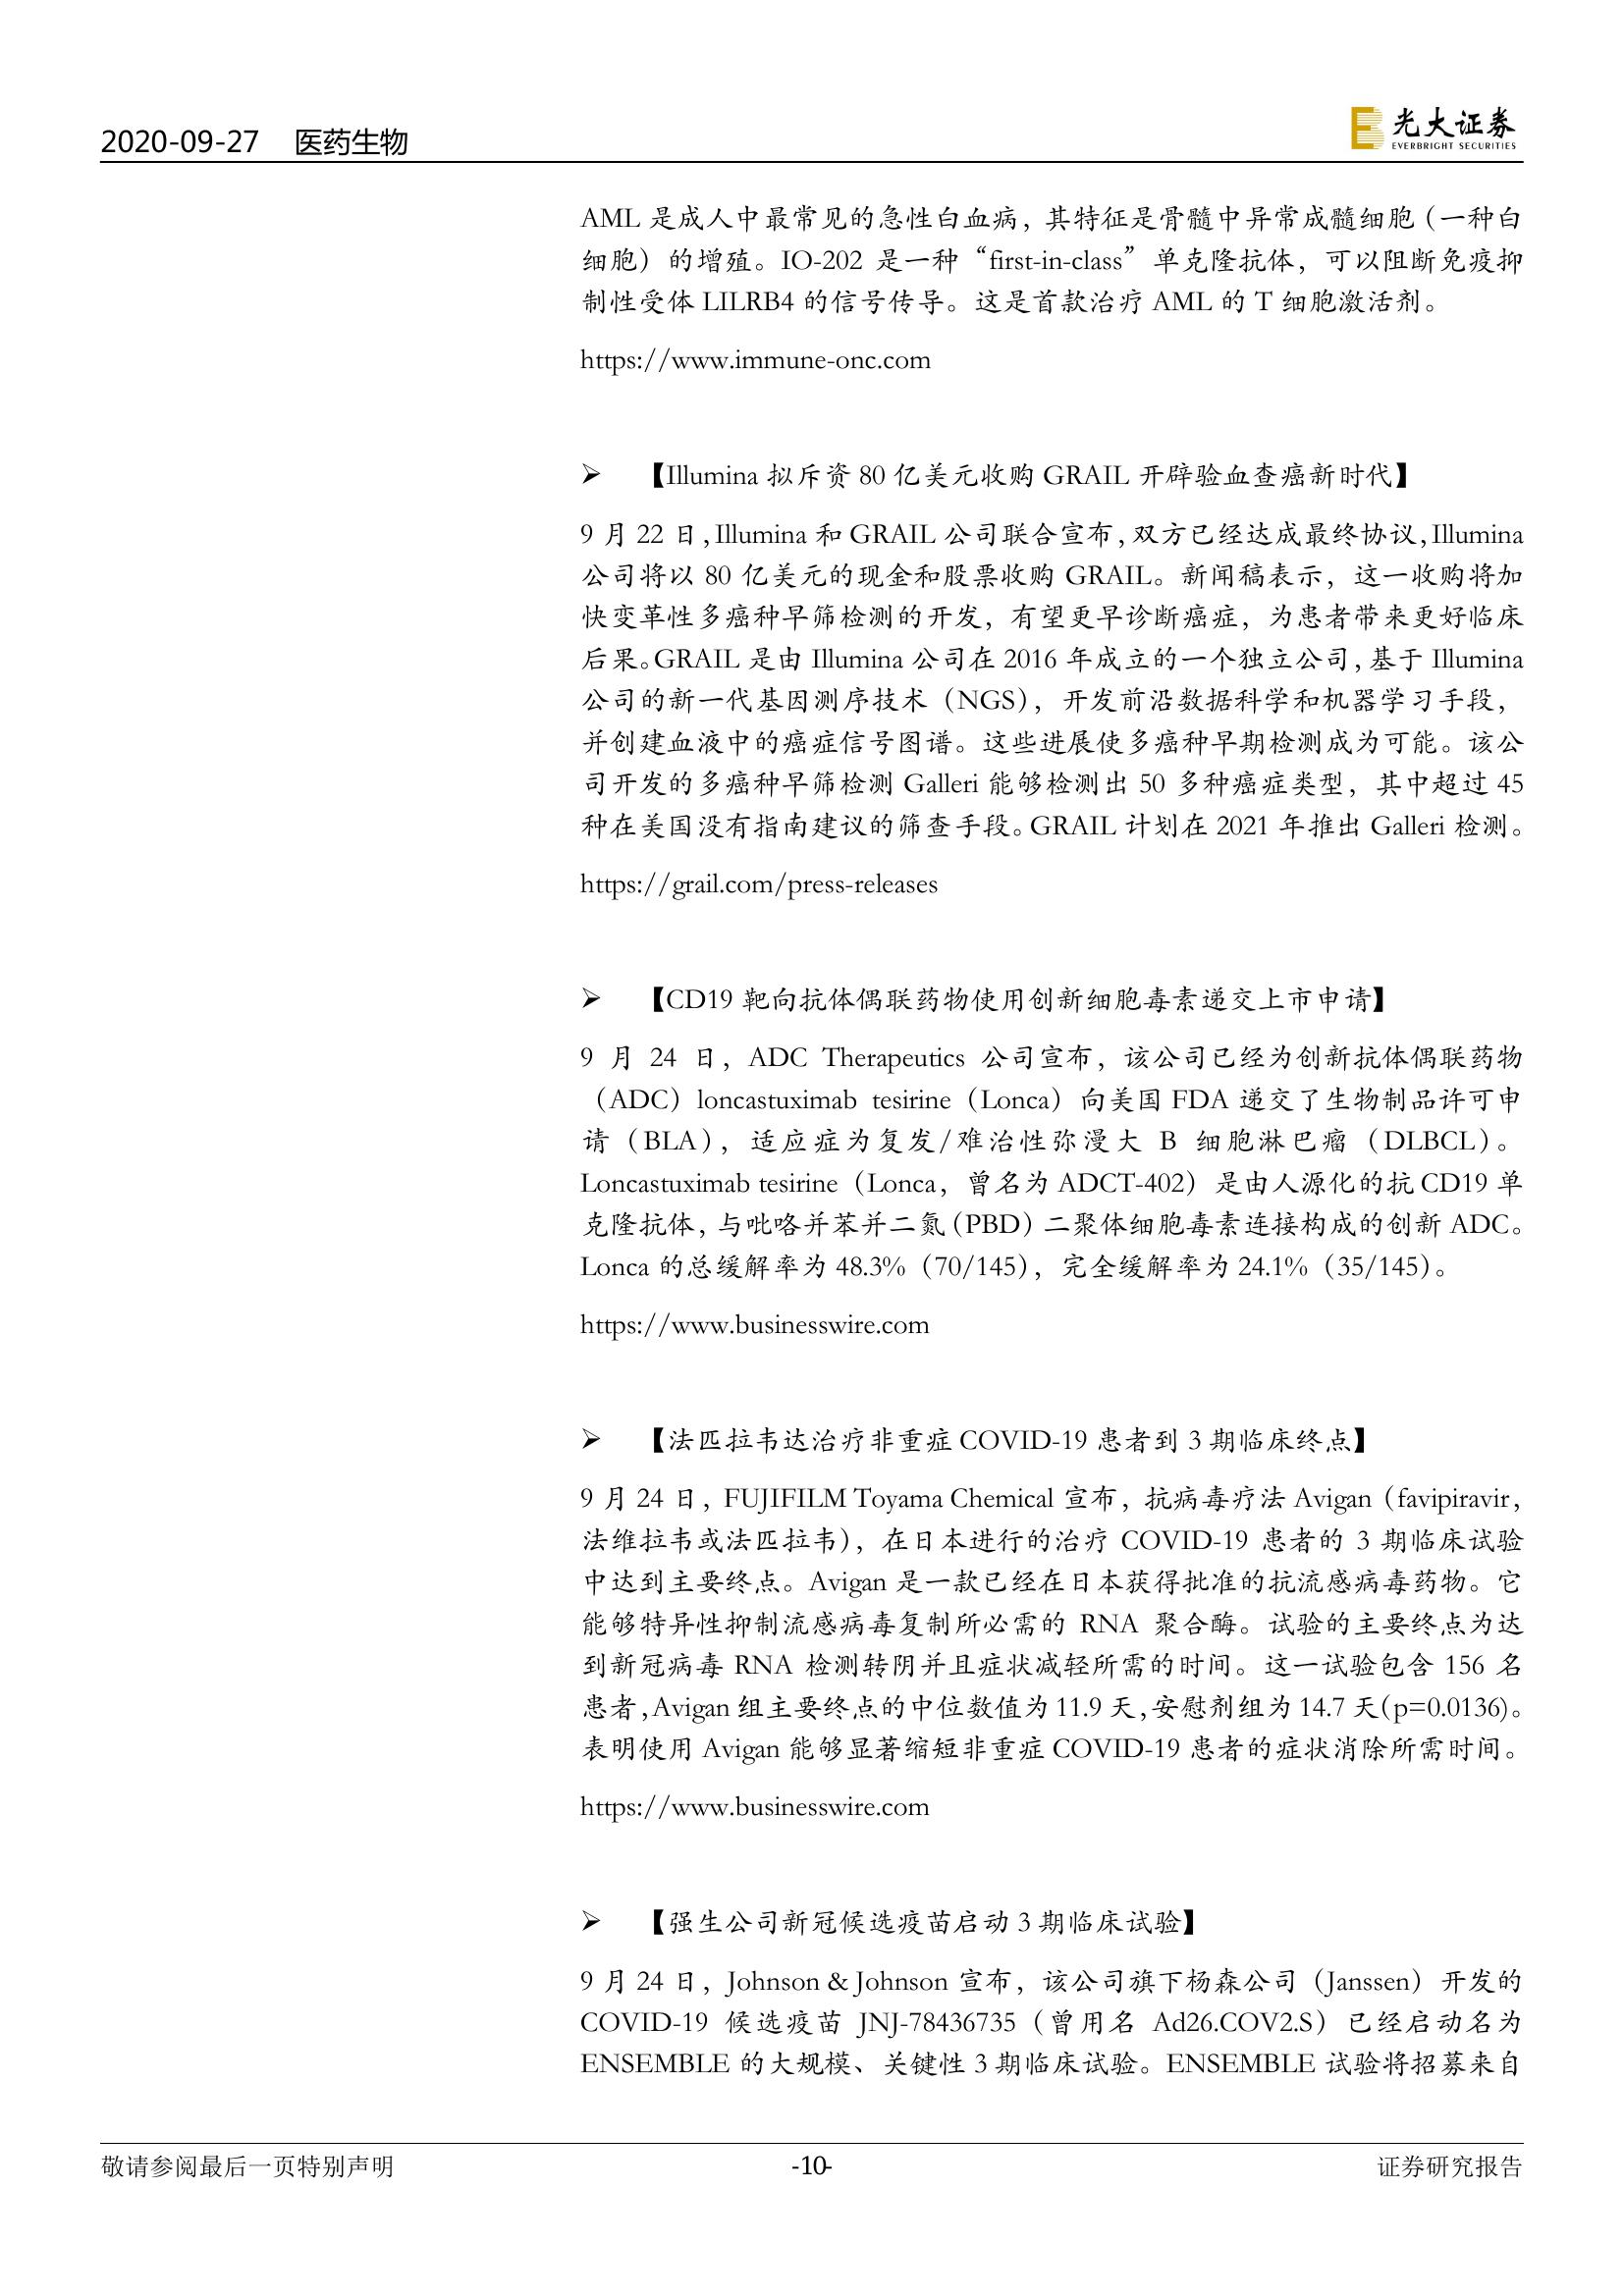 2020-09-27 医药生物
光大证券
EVERBRIGHT SECURITIES
AML 是成人中最常见的急性白血病，其特征是骨髓中异常成髓细胞（一种白
细胞）的增殖。IO-202 是一种“first-in-class”单克隆抗体，可以阻断免疫抑
制性受体 LILRB4 的信号传导。这是首款治疗 AML 的 T 细胞激活剂。
https://www.immune-onc.com
➢ 【Illumina 拟斥资 80 亿美元收购 GRAIL 开辟验血查癌新时代】
9 月 22 日，Illumina 和 GRAIL 公司联合宣布，双方已经达成最终协议，Illumina
公司将以 80 亿美元的现金和股票收购 GRAIL。新闻稿表示，这一收购将加
快变革性多癌种早筛检测的开发，有望更早诊断癌症，为患者带来更好临床
后果。GRAIL 是由 Illumina 公司在 2016 年成立的一个独立公司，基于 Illumina
公司的新一代基因测序技术（NGS），开发前沿数据科学和机器学习手段，
并创建血液中的癌症信号图谱。这些进展使多癌种早期检测成为可能。该公
司开发的多癌种早筛检测 Galleri 能够检测出 50 多种癌症类型，其中超过 45
种在美国没有指南建议的筛查手段。GRAIL 计划在 2021 年推出 Galleri 检测。
https://grail.com/press-releases
➢ 【CD19 靶向抗体偶联药物使用创新细胞毒素递交上市申请】
9 月 24 日，ADC Therapeutics 公司宣布，该公司已经为创新抗体偶联药物
（ADC）loncastuximab tesirine（Lonca）向美国 FDA 递交了生物制品许可申
请（BLA），适应症为复发/难治性弥漫大 B 细胞淋巴瘤（DLBCL）。
Loncastuximab tesirine（Lonca，曾名为 ADCT-402）是由人源化的抗 CD19 单
克隆抗体，与吡咯并苯并二氮（PBD）二聚体细胞毒素连接构成的创新 ADC。
Lonca 的总缓解率为 48.3%（70/145），完全缓解率为 24.1%（35/145）。
https://www.businesswire.com
➢ 【法匹拉韦达治疗非重症 COVID-19 患者到 3 期临床终点】
9 月 24 日，FUJIFILM Toyama Chemical 宣布，抗病毒疗法 Avigan（favipiravir，
法维拉韦或法匹拉韦），在日本进行的治疗 COVID-19 患者的 3 期临床试验
中达到主要终点。Avigan 是一款已经在日本获得批准的抗流感病毒药物。它
能够特异性抑制流感病毒复制所必需的 RNA 聚合酶。试验的主要终点为达
到新冠病毒 RNA 检测转阴并且症状减轻所需的时间。这一试验包含 156 名
患者，Avigan 组主要终点的中位数值为 11.9 天，安慰剂组为 14.7 天（p=0.0136）。
表明使用 Avigan 能够显著缩短非重症 COVID-19 患者的症状消除所需时间。
https://www.businesswire.com
➢ 【强生公司新冠候选疫苗启动 3 期临床试验】
9 月 24 日，Johnson & Johnson 宣布，该公司旗下杨森公司（Janssen）开发的
COVID-19 候选疫苗 JNJ-78436735（曾用名 Ad26.COV2.S）已经启动名为
ENSEMBLE 的大规模、关键性 3 期临床试验。ENSEMBLE 试验将招募来自
敬请参阅最后一页特别声明 -10- 证券研究报告